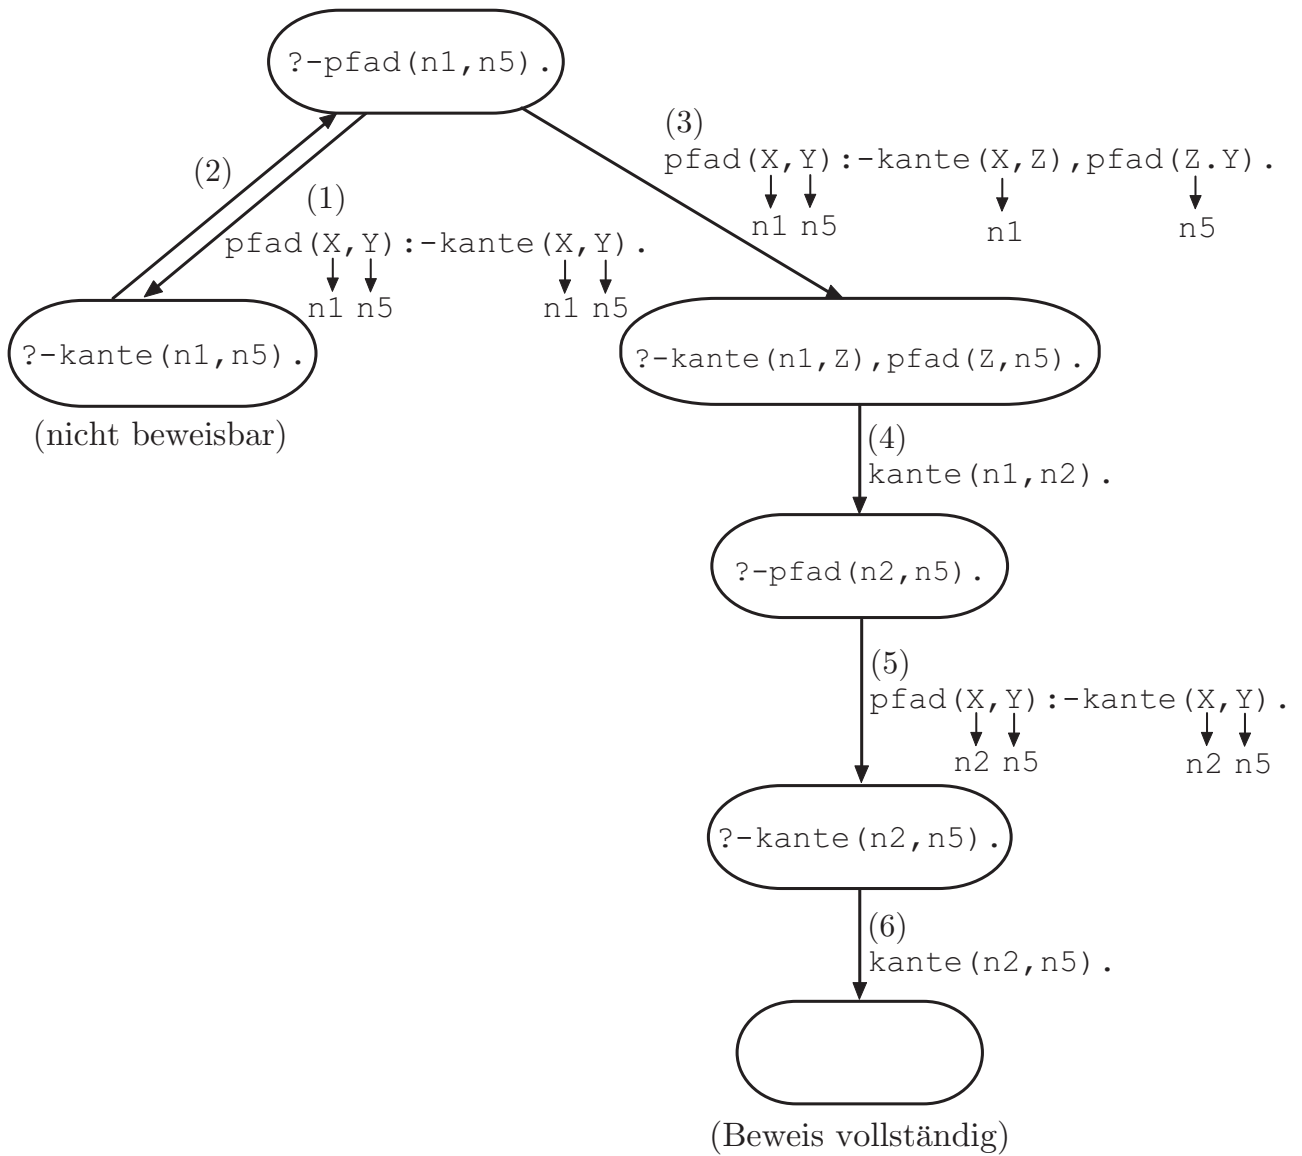 ?-pfad(n1,n5).
(3)
pfad(X,Y):-kante(X,Z),pfad(Z.Y).
n1 n5 n1 n5
(2)
(1)
pfad(X,Y):-kante(X,Y).
n1 n5 n1 n5
?-kante(n1,n5).
(nicht beweisbar)
?-kante(n1,Z),pfad(Z,n5).
(4)
kante(n1,n2).
?-pfad(n2,n5).
(5)
pfad(X,Y):-kante(X,Y).
n2 n5 n2 n5
?-kante(n2,n5).
(6)
kante(n2,n5).
(Beweis vollständig)